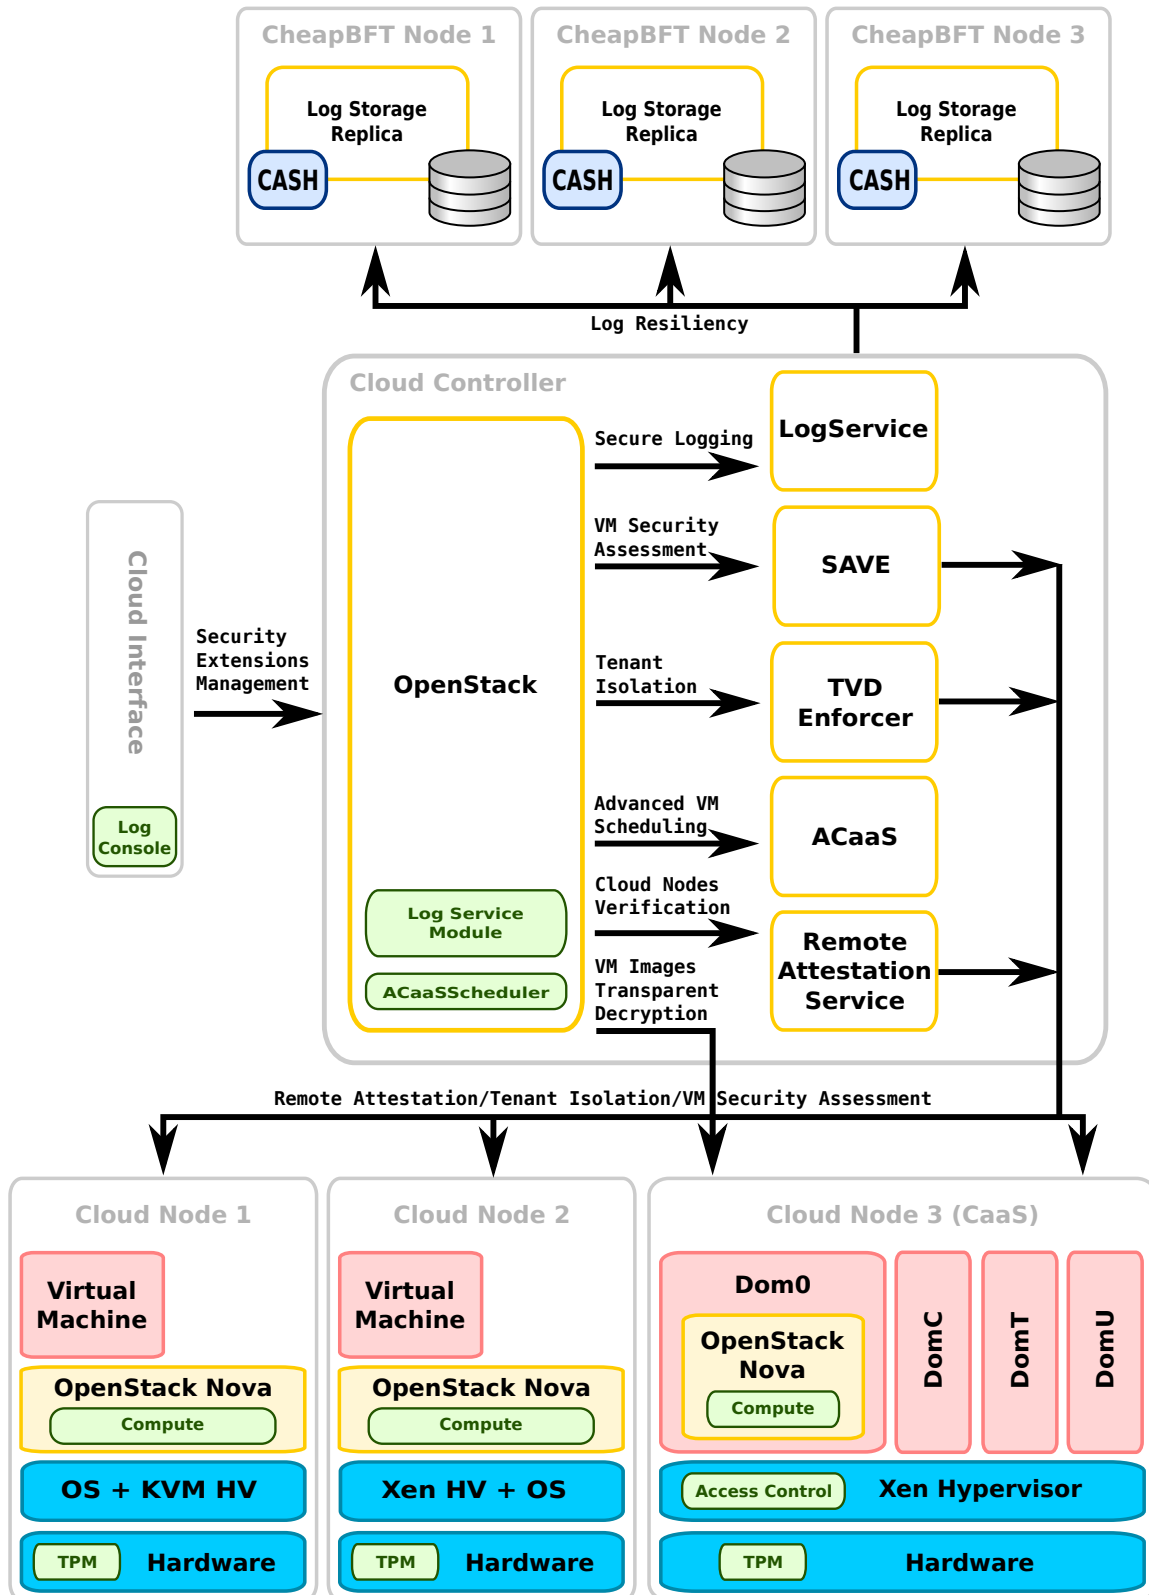 CheapBFT Node 1
Log Storage
Replica
CASH
CheapBFT Node 2
Log Storage
Replica
CASH
CheapBFT Node 3
Log Storage
Replica
CASH
Log Resiliency
Cloud Controller
Cloud Interface
Log
Console
Security
Extensions
Management
OpenStack
Log Service
Module
ACaaSScheduler
Secure Logging
LogService
VM Security
Assessment
SAVE
Tenant
Isolation
TVD
Enforcer
Advanced VM
Scheduling
ACaaS
Cloud Nodes
Verification
Remote
Attestation
Service
VM Images
Transparent
Decryption
Remote Attestation/Tenant Isolation/VM Security Assessment
Cloud Node 1
Virtual
Machine
OpenStack Nova
Compute
OS + KVM HV
TPM
Hardware
Cloud Node 2
Virtual
Machine
OpenStack Nova
Compute
Xen HV + OS
TPM
Hardware
Cloud Node 3 (CaaS)
Dom0
OpenStack
Nova
Compute
DomC
DomT
DomU
Access Control
Xen Hypervisor
TPM
Hardware